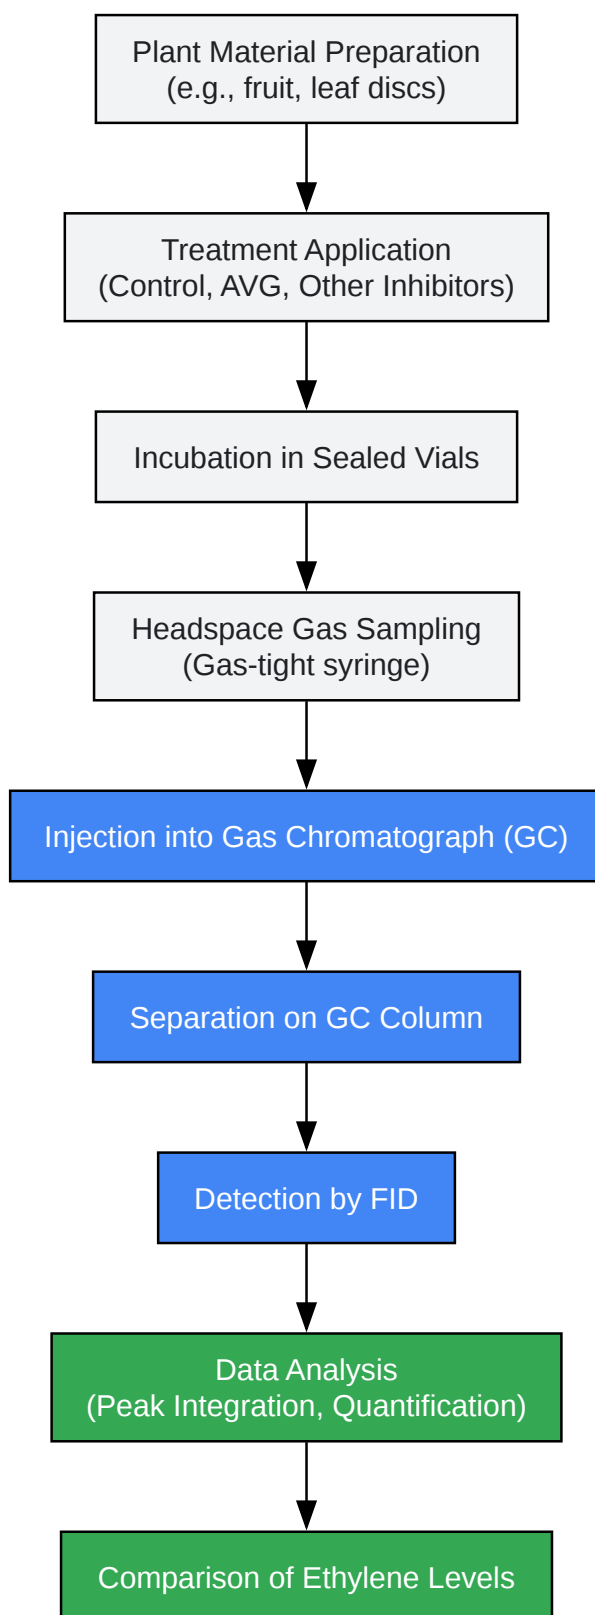 Plant Material Preparation
(e.g., fruit, leaf discs)
Treatment Application
(Control, AVG, Other Inhibitors)
Incubation in Sealed Vials
Headspace Gas Sampling
(Gas-tight syringe)
Injection into Gas Chromatograph (GC)
Separation on GC Column
Detection by FID
Data Analysis
(Peak Integration, Quantification)
Comparison of Ethylene Levels